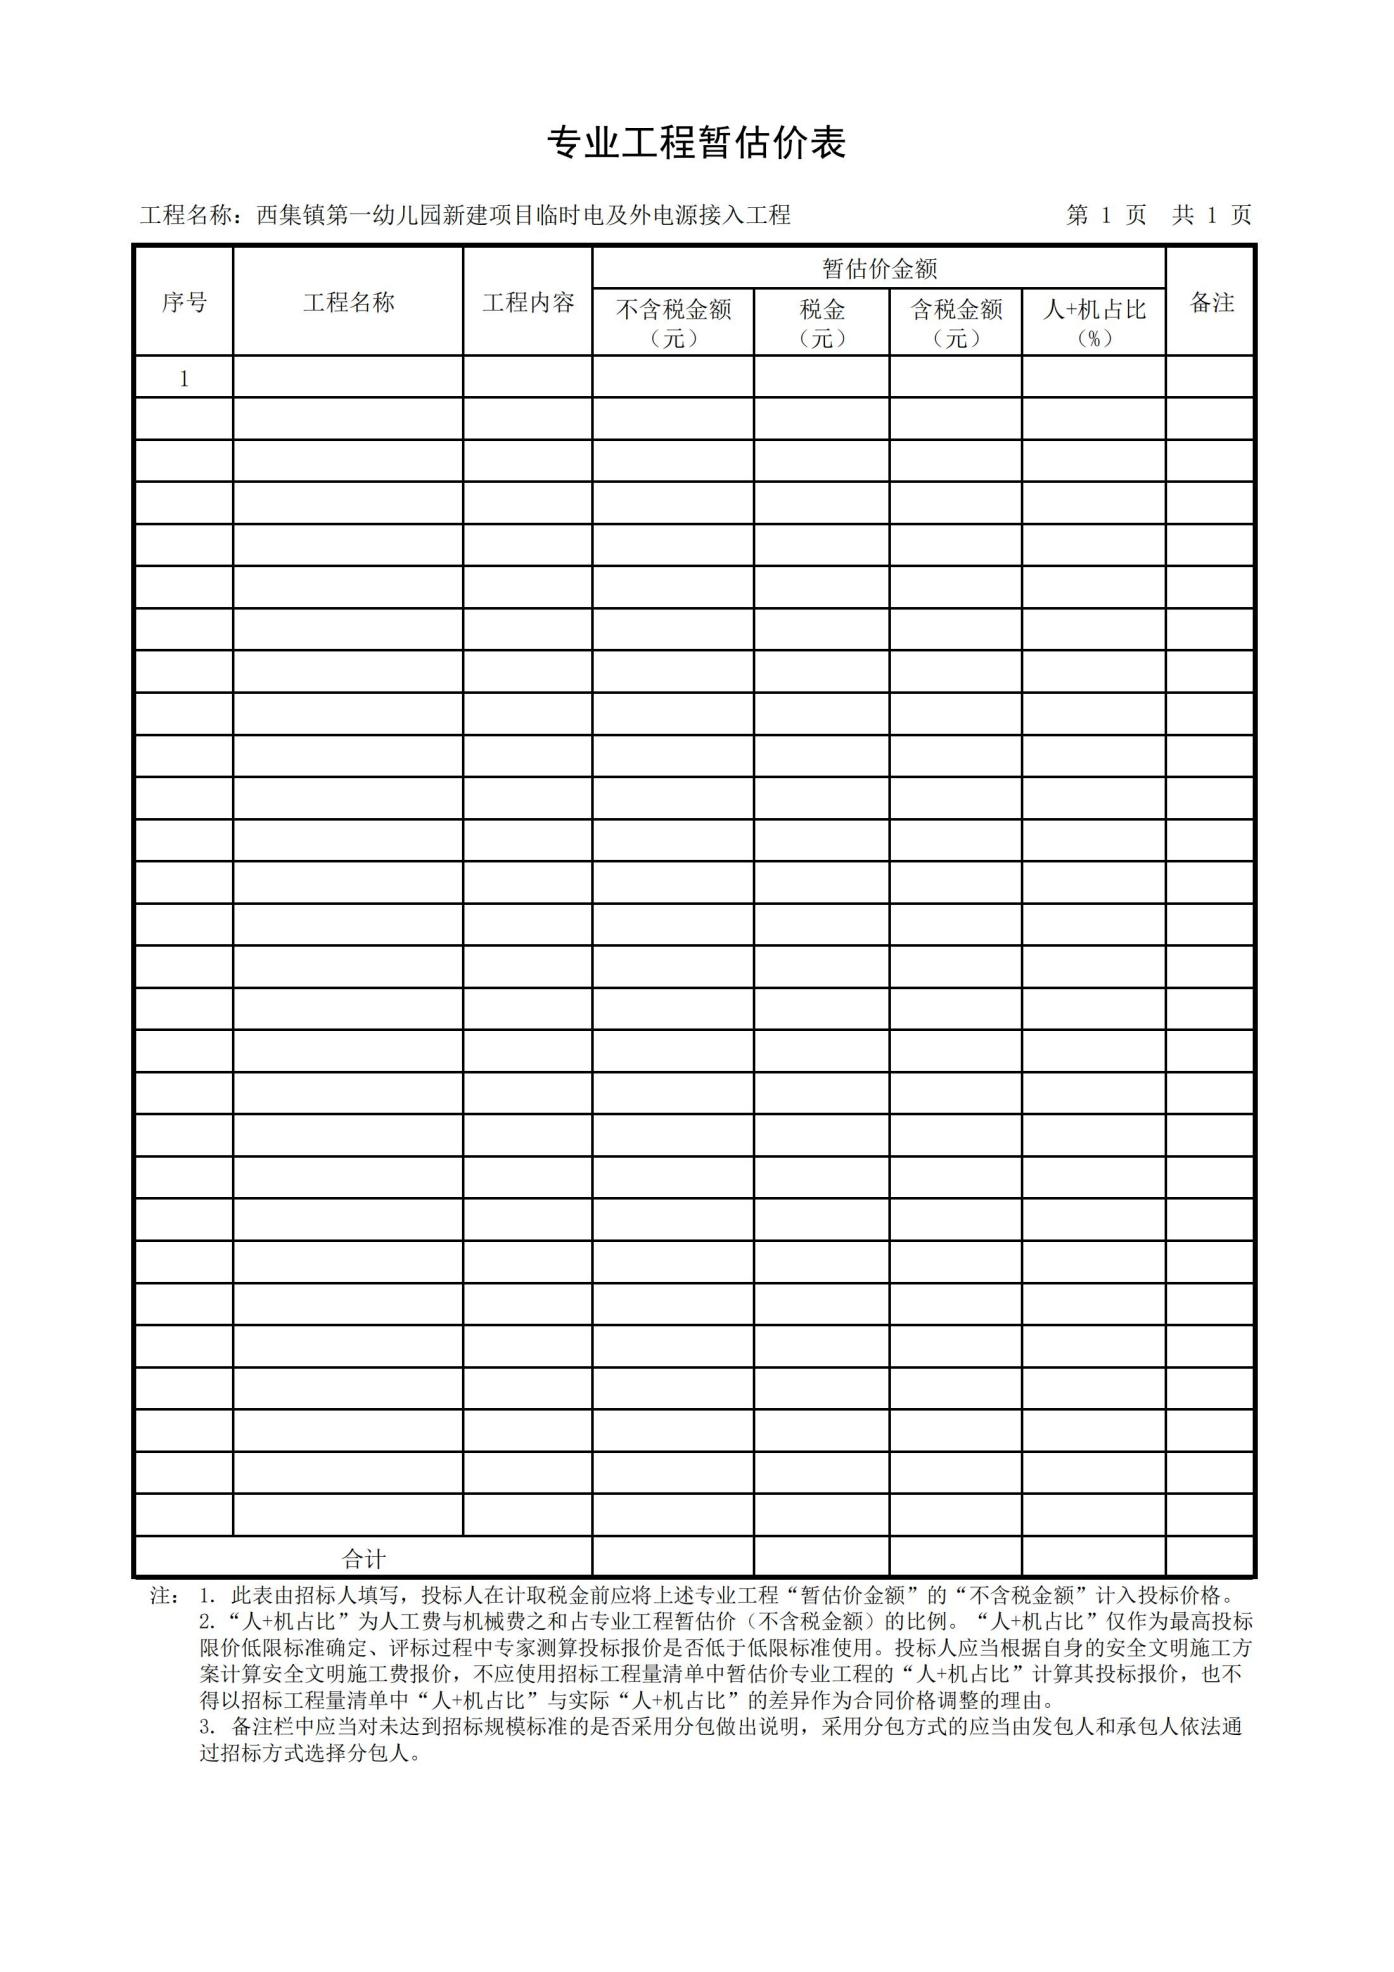 专业工程暂估价表
工程名称：西集镇第一幼儿园新建项目临时电及外电源接入工程 第 1 页 共 1 页
序号 工程名称 工程内容 暂估价金额 备注
不含税金额（元） 税金（元） 含税金额（元） 人+机占比（%）
1
合计
注： 1. 此表由招标人填写，投标人在计取税金前应将上述专业工程“暂估价金额”的“不含税金额”计入投标价格。
2. “人+机占比”为人工费与机械费之和占专业工程暂估价（不含税金额）的比例。“人+机占比”仅作为最高投标
限价低限标准确定、评标过程中专家测算投标报价是否低于低限标准使用。投标人应当根据自身的安全文明施工方
案计算安全文明施工费报价，不应使用招标工程量清单中暂估价专业工程的“人+机占比”计算其投标报价，也不
得以招标工程量清单中“人+机占比”与实际“人+机占比”的差异作为合同价格调整的理由。
3. 备注栏中应当对未达到招标规模标准的是否采用分包做出说明，采用分包方式的应当由发包人和承包人依法通
过招标方式选择分包人。